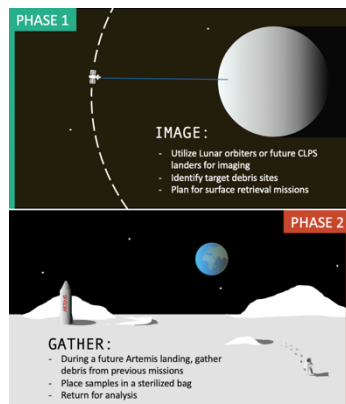 PHASE 1
IMAGE:
- Utilize Lunar orbiters or future CLPS
landers for imaging
- Identify target debris sites
- Plan for surface retrieval missions
PHASE 2
ARTEMIS
GATHER:
- During a future Artemis landing, gather
debris from previous missions
- Place samples in a sterilized bag
- Return for analysis